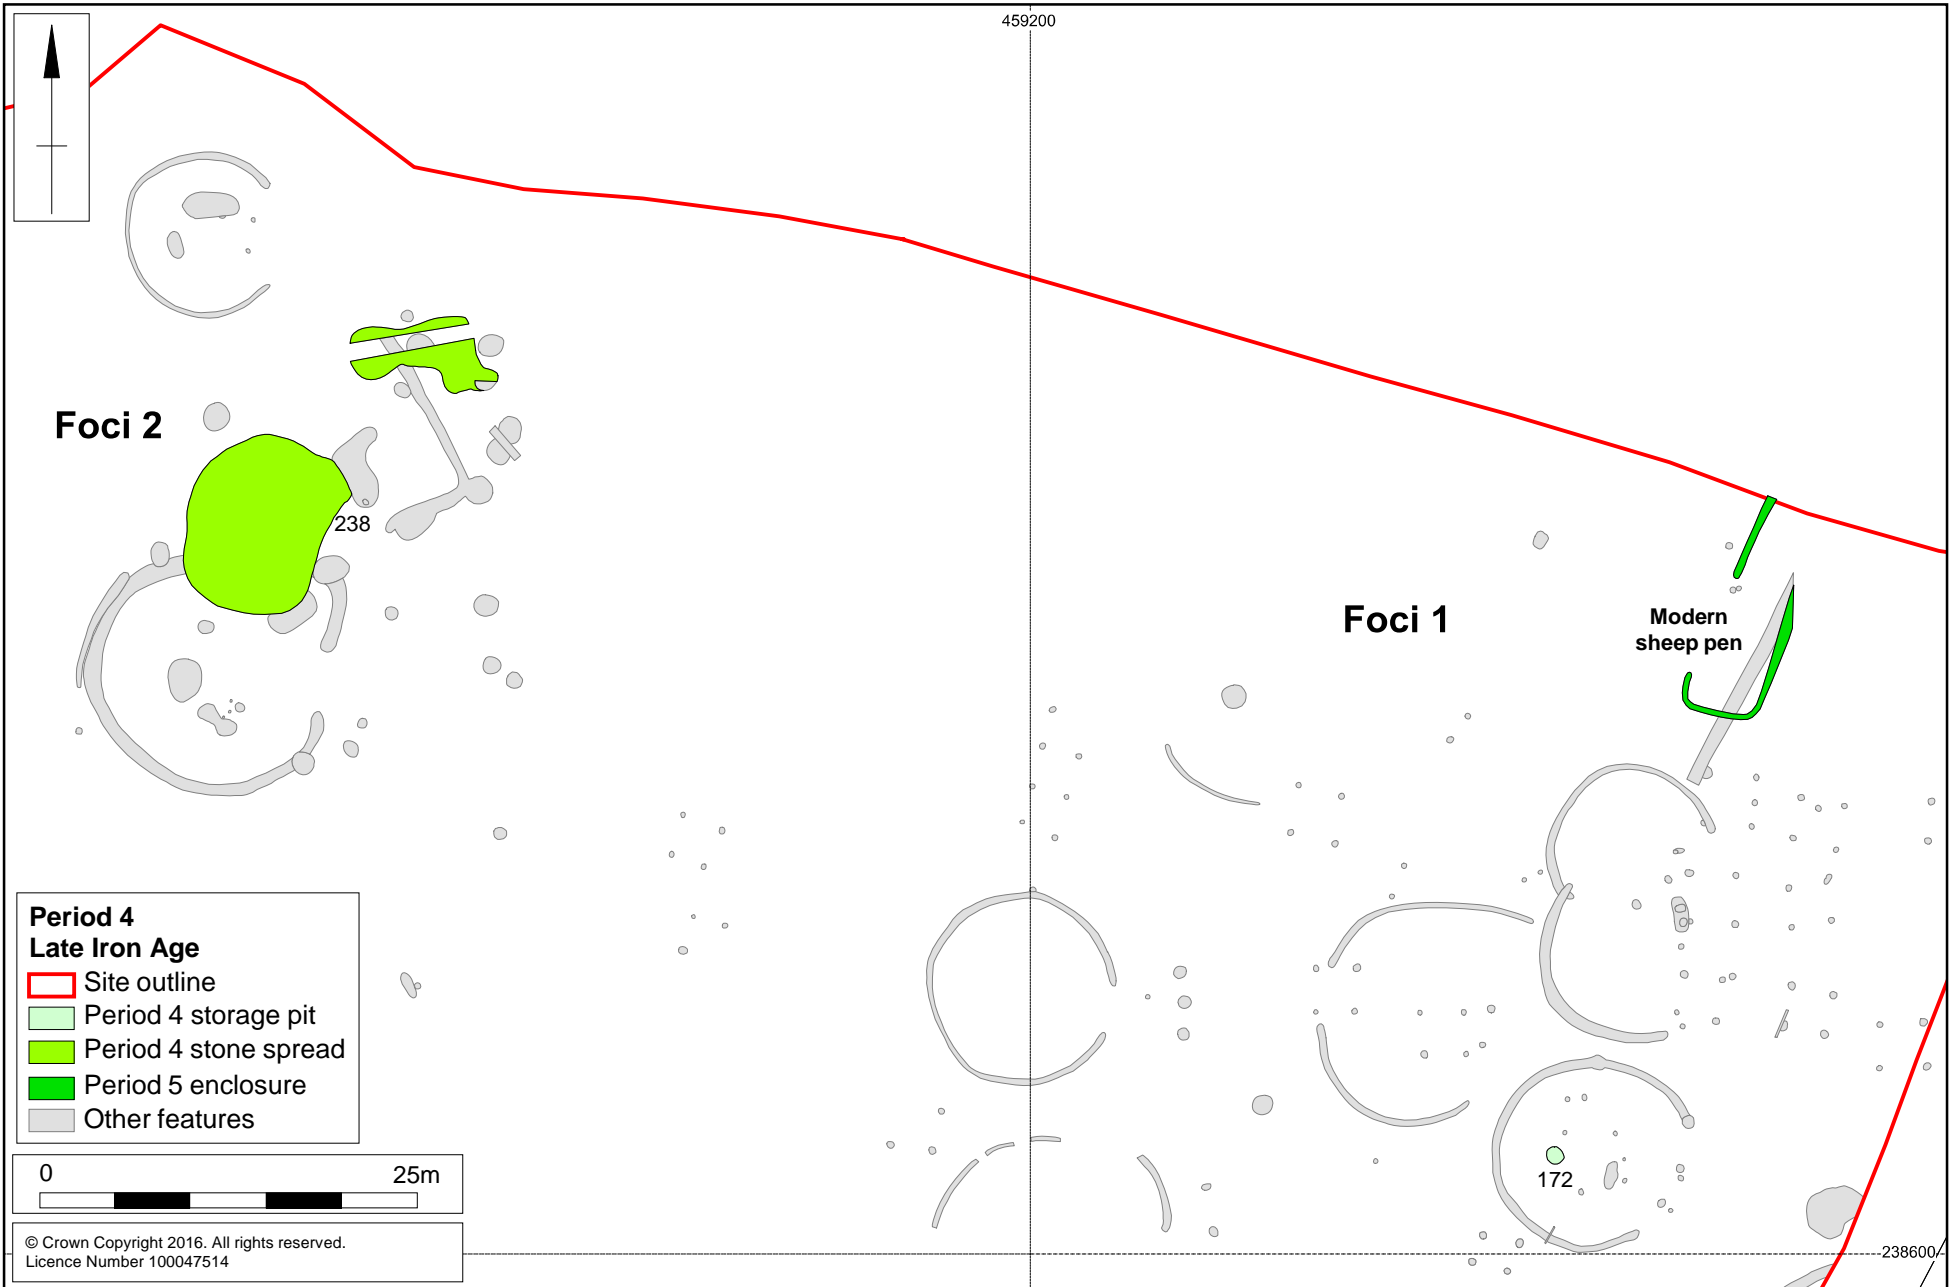 459200
Foci 2
238
Foci 1
Modern
sheep pen
172
Period 4
Late Iron Age
Site outline
Period 4 storage pit
Period 4 stone spread
Period 5 enclosure
Other features
0 25m
© Crown Copyright 2016. All rights reserved.
Licence Number 100047514
238600